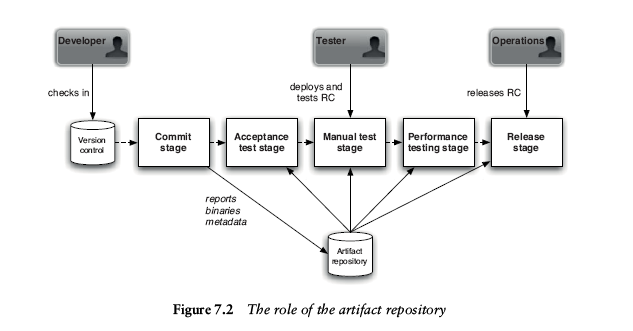 Developer
Tester
Operations
checks in
deploys and
tests RC
releases RC
Version
control
Commit
stage
Acceptance
test stage
Manual test
stage
Performance
testing stage
Release
stage
reports
binaries
metadata
Artifact
repository
Figure 7.2 The role of the artifact repository